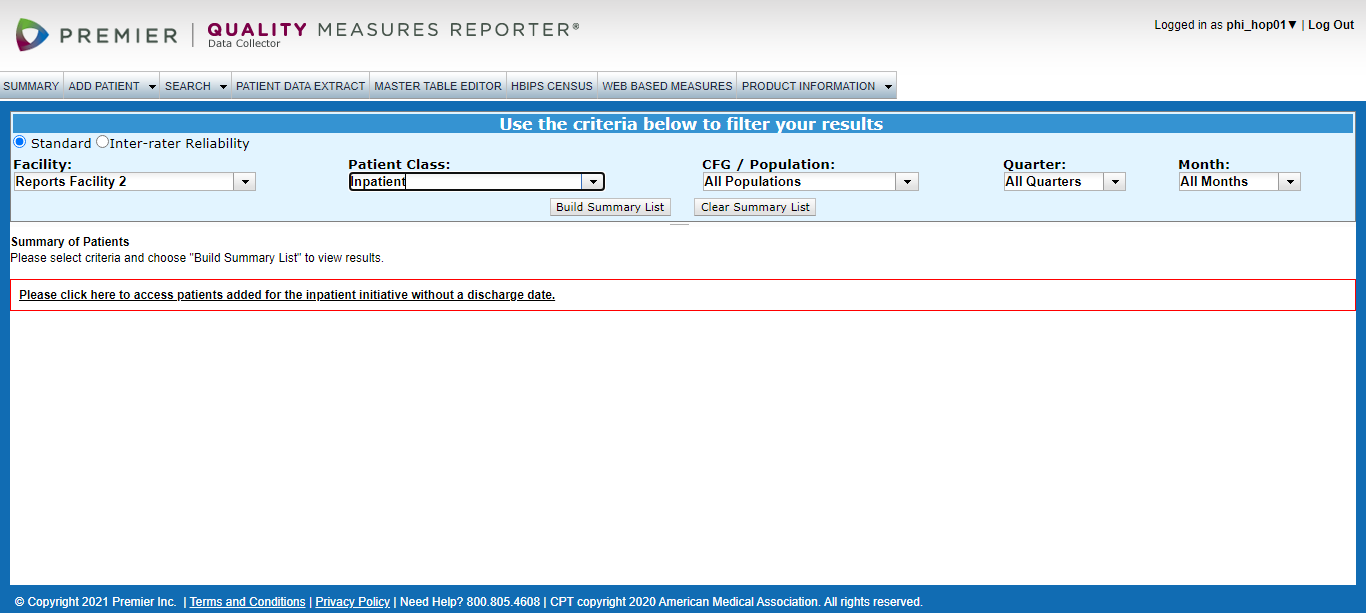 PREMIER | QUALITY MEASURES REPORTER®
Data Collector
Logged in as phi_hop01▼ | Log Out
SUMMARY ADD PATIENT SEARCH PATIENT DATA EXTRACT MASTER TABLE EDITOR HBIPS CENSUS WEB BASED MEASURES PRODUCT INFORMATION
Use the criteria below to filter your results
Standard Inter-rater Reliability
Facility: Patient Class: CFG / Population: Quarter: Month:
Reports Facility 2 Inpatient All Populations All Quarters All Months
Build Summary List Clear Summary List
Summary of Patients
Please select criteria and choose "Build Summary List" to view results.
Please click here to access patients added for the inpatient initiative without a discharge date.
© Copyright 2021 Premier Inc. | Terms and Conditions | Privacy Policy | Need Help? 800.805.4608 | CPT copyright 2020 American Medical Association. All rights reserved.